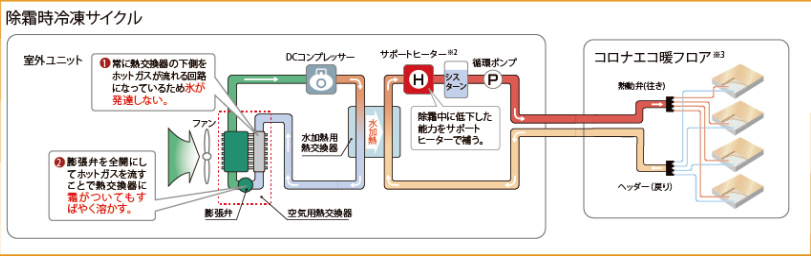 除霜時冷凍サイクル
室外ユニット
❶常に熱交換器の下側を
ホットガスが流れる回路
になっているため氷が
発達しない。
DCコンプレッサー
サポートヒーター※2
循環ポンプ
H
シス
ターン
P
除霜中に低下した
能力をサポート
ヒーターで補う。
水加熱
水加熱用
熱交換器
ファン
❷膨張弁を全開にし
てホットガスを流す
ことで熱交換器に
霜がついてもす
ばやく溶かす。
膨張弁
空気用熱交換器
コロナエコ暖フロア※3
熱動弁(往き)
ヘッダー(戻り)